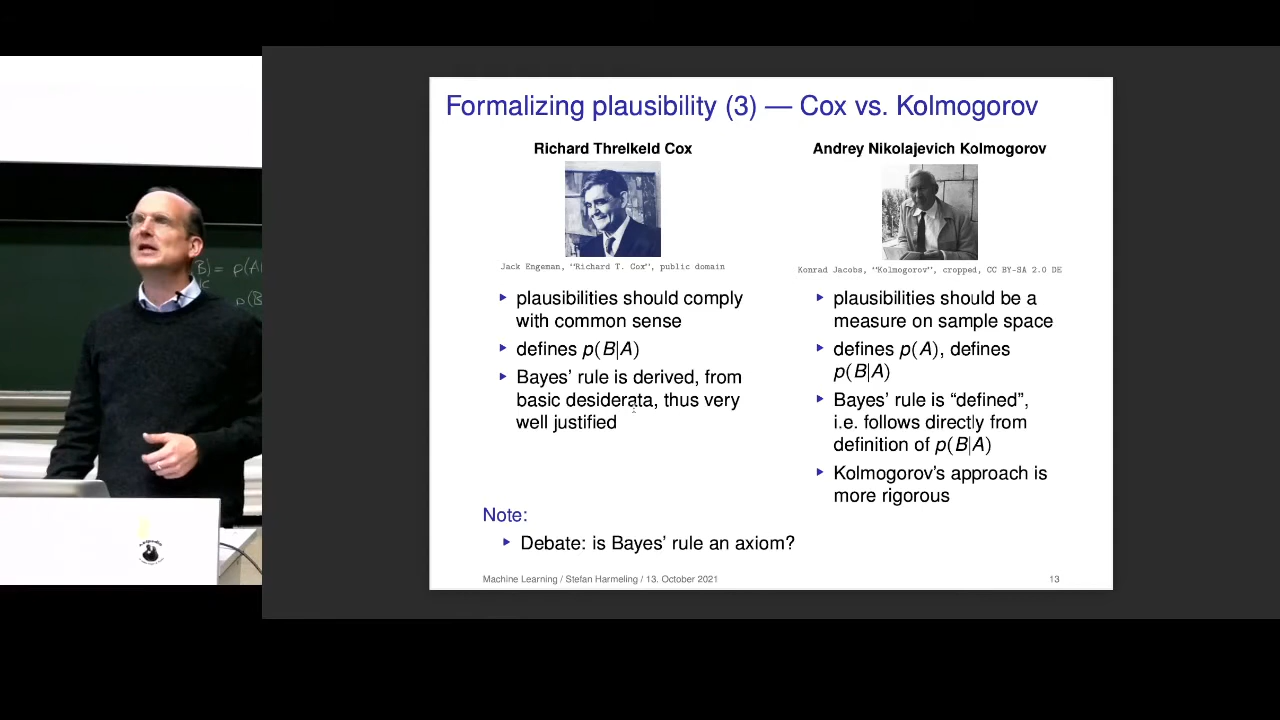 Formalizing plausibility (3) — Cox vs. Kolmogorov
Richard Threlkeld Cox
Jack Engeman, “Richard T. Cox”, public domain
▶ plausibilities should comply
with common sense
▶ defines p(B|A)
▶ Bayes’ rule is derived, from
basic desiderata, thus very
well justified
Andrey Nikolajevich Kolmogorov
Konrad Jacobs, “Kolmogorov”, cropped, CC BY-SA 2.0 DE
▶ plausibilities should be a
measure on sample space
▶ defines p(A), defines
p(B|A)
▶ Bayes’ rule is “defined”,
i.e. follows directly from
definition of p(B|A)
▶ Kolmogorov’s approach is
more rigorous
Note:
▶ Debate: is Bayes’ rule an axiom?
Machine Learning / Stefan Harmeling / 13. October 2021
13
B) = p(A
p(B